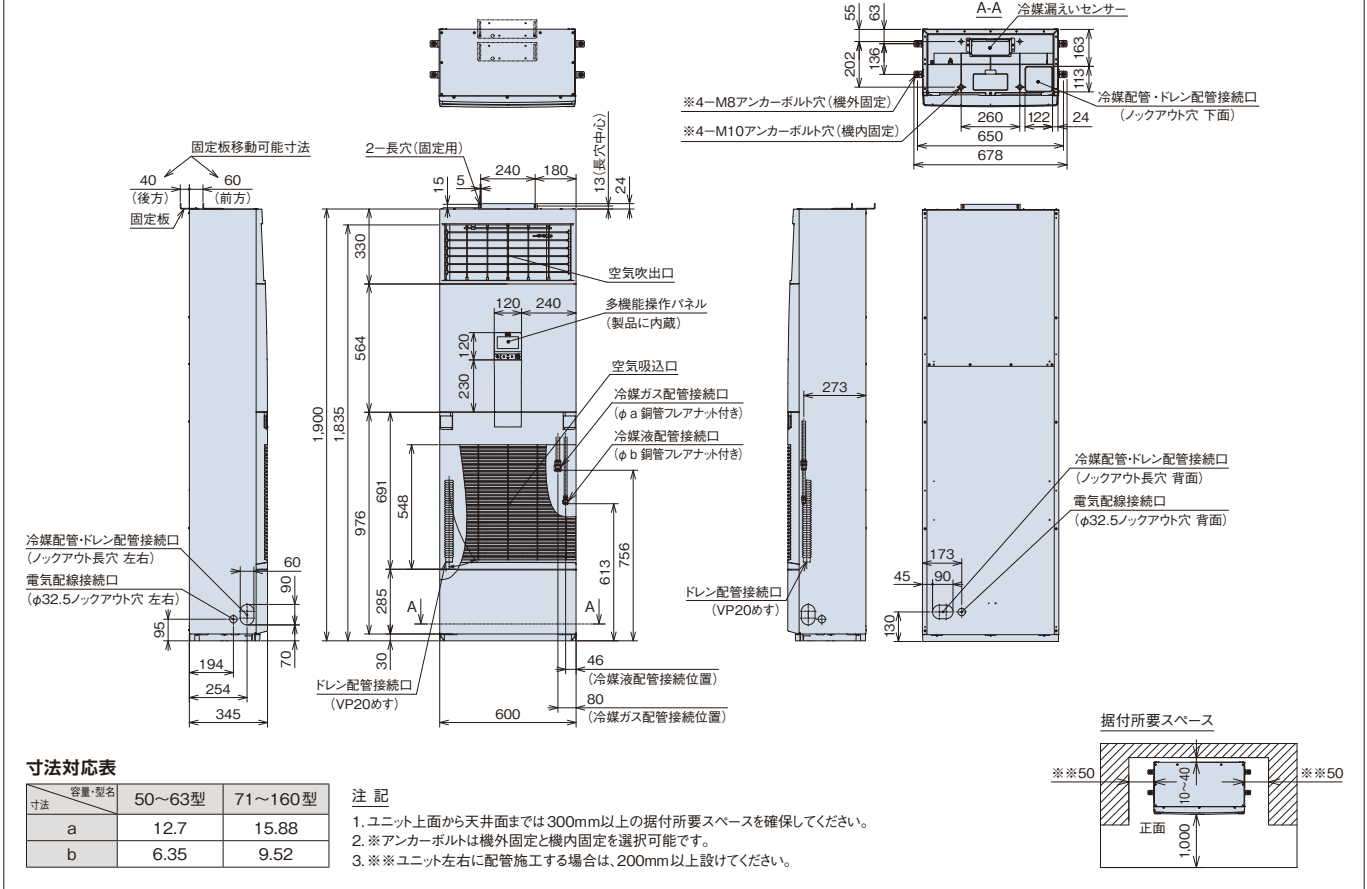 55
63
A-A
冷媒漏えいセンサー
202
136
163
113
※4－M8アンカーボルト穴（機外固定）
※4－M10アンカーボルト穴（機内固定）
冷媒配管・ドレン配管接続口
（ノックアウト穴 下面）
260
122
24
650
678
固定板移動可能寸法
40
（後方）
60
（前方）
固定板
2－長穴（固定用）
15
5
240
180
13（長穴中心）
24
330
空気吹出口
120
240
多機能操作パネル
（製品に内蔵）
564
120
230
空気吸込口
冷媒ガス配管接続口
（φa 銅管フレアナット付き）
冷媒液配管接続口
（φb 銅管フレアナット付き）
1,900
1,835
273
691
548
976
756
613
冷媒配管・ドレン配管接続口
（ノックアウト長穴 左右）
電気配線接続口
（φ32.5ノックアウト穴 左右）
60
90
95
70
194
254
345
285
30
A
A
ドレン配管接続口
（VP20めす）
46
（冷媒液配管接続位置）
80
（冷媒ガス配管接続位置）
600
ドレン配管接続口
（VP20めす）
冷媒配管・ドレン配管接続口
（ノックアウト長穴 背面）
電気配線接続口
（φ32.5ノックアウト穴 背面）
173
45
90
130
据付所要スペース
※※50
※※50
10～40
正面
1,000
寸法対応表
寸法 容量・型名 50～63型 71～160型
a 12.7 15.88
b 6.35 9.52
注 記
1. ユニット上面から天井面までは300mm以上の据付所要スペースを確保してください。
2. ※アンカーボルトは機外固定と機内固定を選択可能です。
3. ※※ユニット左右に配管施工する場合は、200mm以上設けてください。